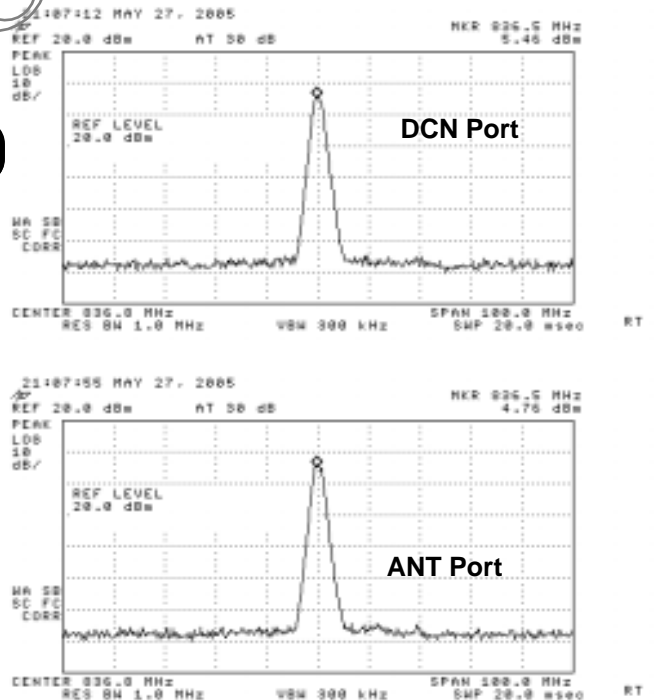 21:07:12 MAY 27, 2005
MKR 836.5 MHz
REF 20.0 dBm AT 30 dB 5.46 dBm
PEAK
LOG
10
dB/
REF LEVEL
20.0 dBm
DCN Port
WA SB
SC FC
CORR
CENTER 836.0 MHz SPAN 100.0 MHz
RES BW 1.0 MHz VBW 300 kHz SWP 20.0 msec
RT
21:07:55 MAY 27, 2005
MKR 836.5 MHz
REF 20.0 dBm AT 30 dB 4.76 dBm
PEAK
LOG
10
dB/
REF LEVEL
20.0 dBm
ANT Port
WA SB
SC FC
CORR
CENTER 836.0 MHz SPAN 100.0 MHz
RES BW 1.0 MHz VBW 300 kHz SWP 20.0 msec
RT